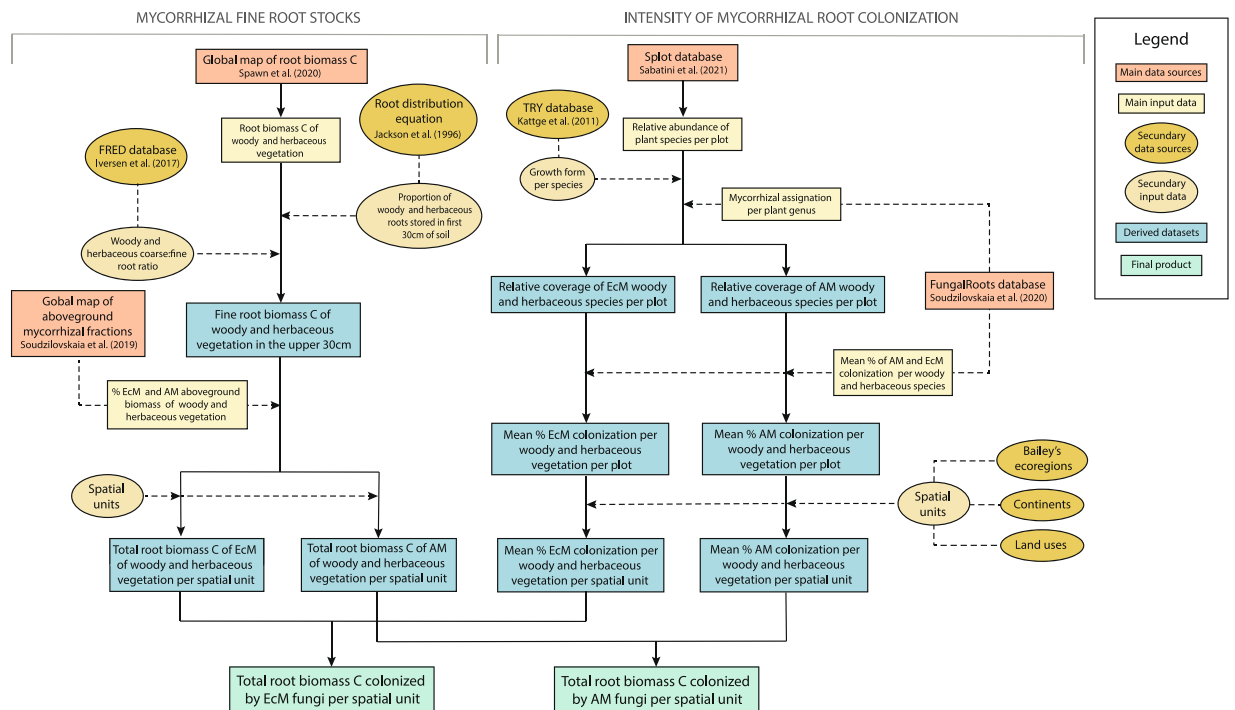 MYCORRHIZAL FINE ROOT STOCKS
Global map of root biomass C
Spawn et al. (2020)
Root distribution
equation
Jackson et al. (1996)
FRED database
Iversen et al. (2017)
Root biomass C of
woody and herbaceous
vegetation
Proportion of
woody and herbaceous
roots stored in first
30cm of soil
Woody and
herbaceous coarse:fine
root ratio
Gobal map of
aboveground
mycorrhizal fractions
Soudzilovskaia et al. (2019)
Fine root biomass C of
woody and herbaceous
vegetation in the upper 30cm
% EcM and AM aboveground
biomass of woody and
herbaceous vegetation
Spatial
units
Total root biomass C of EcM
of woody and herbaceous
vegetation per spatial unit
Total root biomass C of AM
of woody and herbaceous
vegetation per spatial unit
INTENSITY OF MYCORRHIZAL ROOT COLONIZATION
Splot database
Sabatini et al. (2021)
TRY database
Kattge et al. (2011)
Relative abundance of
plant species per plot
Growth form
per species
Mycorrhizal assignation
per plant genus
Relative coverage of EcM woody
and herbaceous species per plot
Relative coverage of AM woody
and herbaceous species per plot
FungalRoots database
Soudzilovskaia et al. (2020)
Mean % of AM and EcM
colonization per woody
and herbaceous species
Mean % EcM colonization per
woody and herbaceous
vegetation per plot
Mean % AM colonization per
woody and herbaceous
vegetation per plot
Bailey's
ecoregions
Spatial
units
Continents
Land uses
Mean % EcM colonization per
woody and herbaceous
vegetation per spatial unit
Mean % AM colonization per
woody and herbaceous
vegetation per spatial unit
Total root biomass C colonized
by EcM fungi per spatial unit
Total root biomass C colonized
by AM fungi per spatial unit
Legend
Main data sources
Main input data
Secundary
data sources
Secundary
input data
Derived datasets
Final product